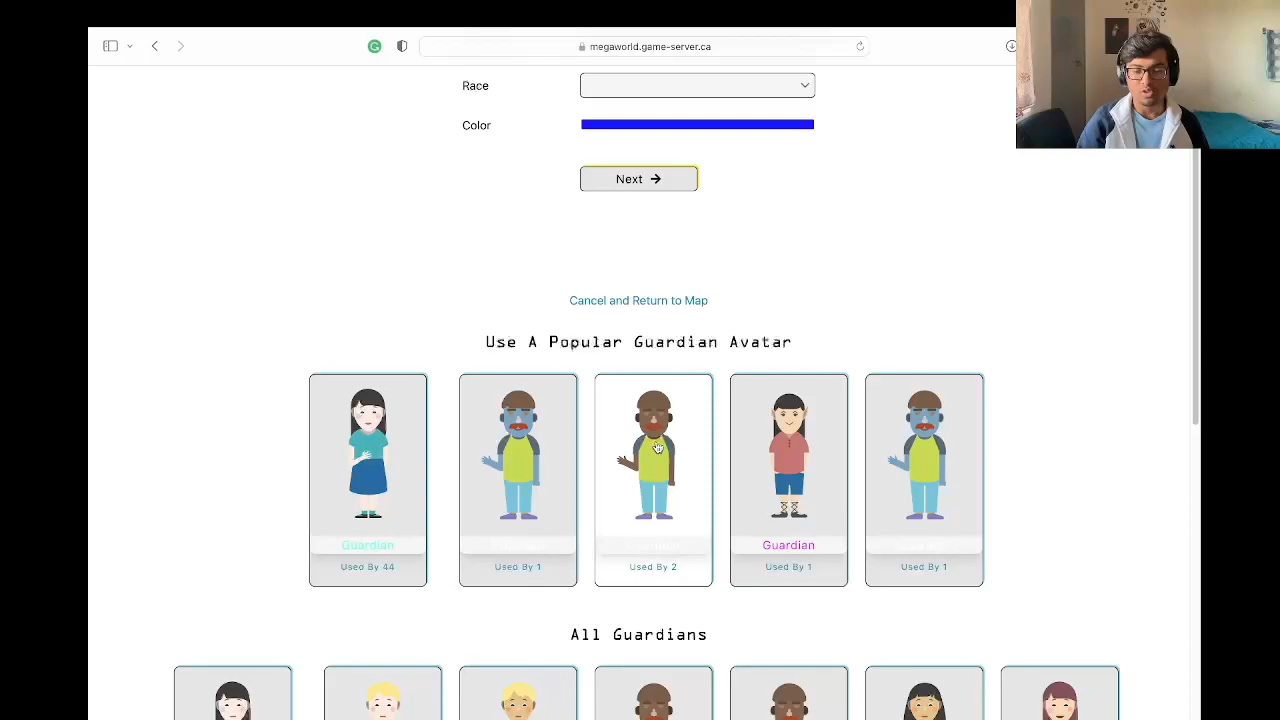 megaworld.game-server.ca
Race
Color
Next →
Cancel and Return to Map
Use A Popular Guardian Avatar
Guardian
Guardian
Used By 44
Used By 1
Used By 2
Used By 1
Used By 1
All Guardians